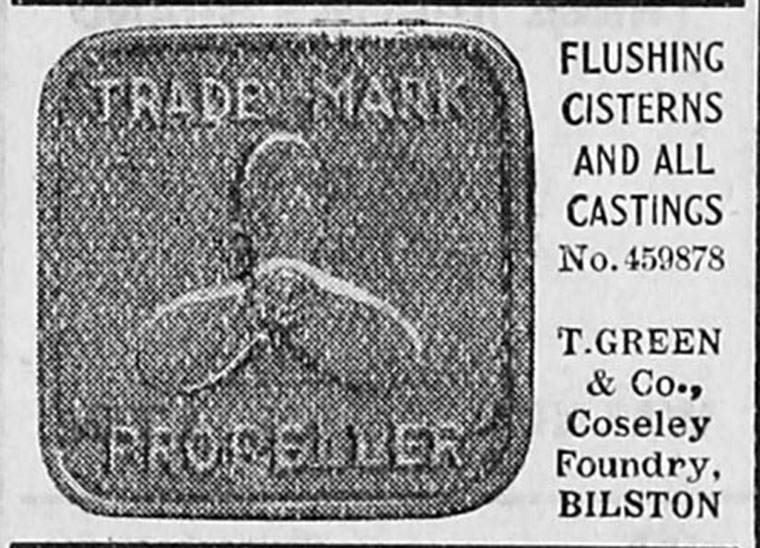 TRADE MARK
PROPELLER
FLUSHING
CISTERNS
AND ALL
CASTINGS
No. 459878
T. GREEN
& Co.,
Coseley
Foundry,
BILSTON